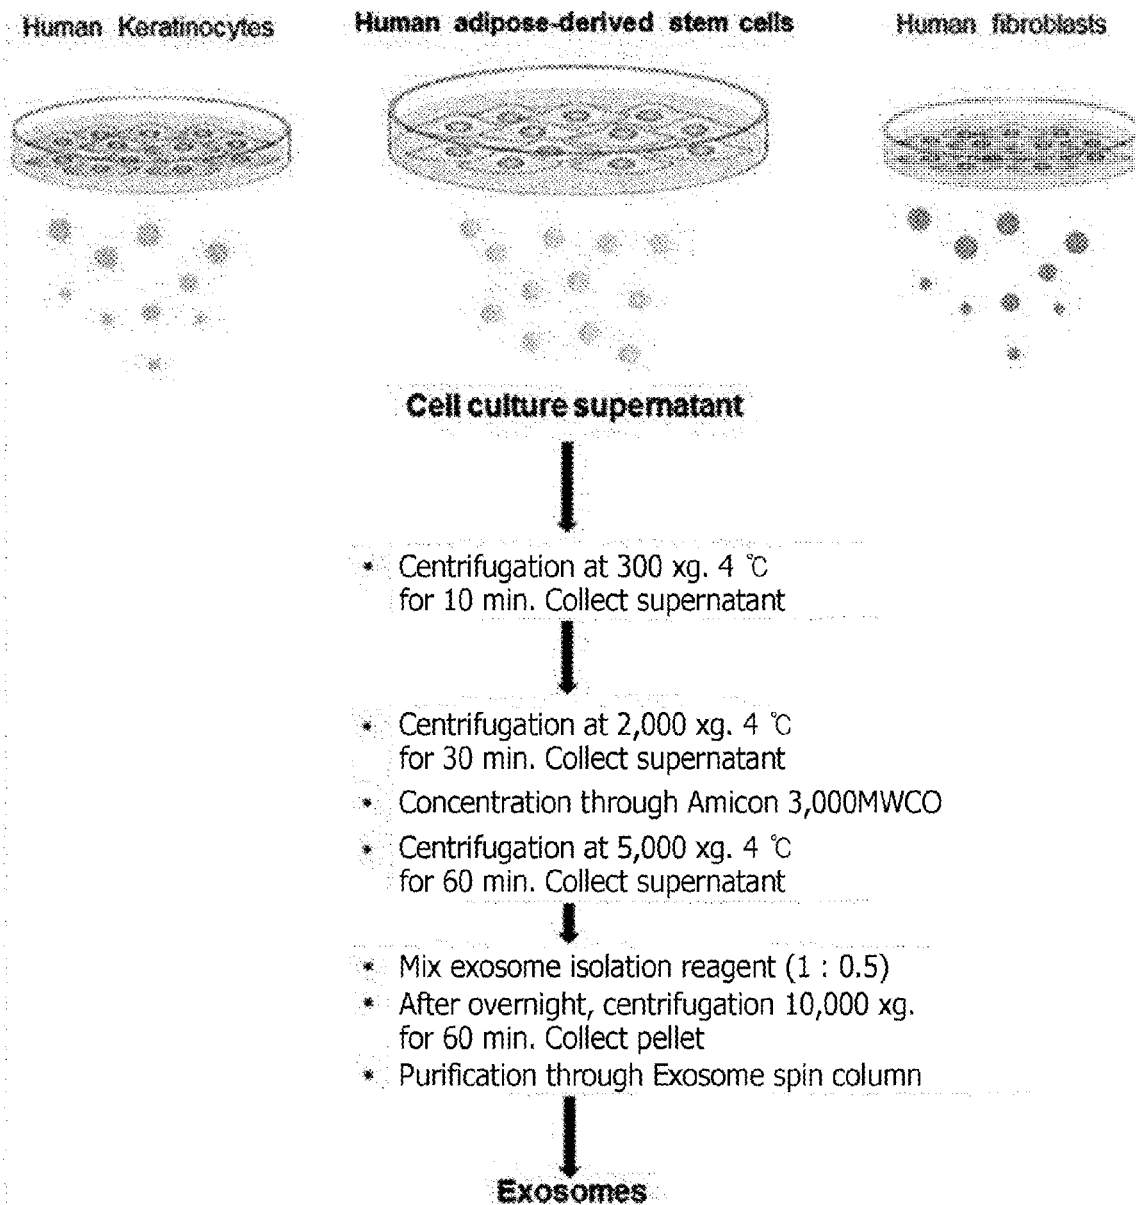 Human Keratinocytes
Human adipose-derived stem cells
Human fibroblasts
Cell culture supernatant
* Centrifugation at 300 xg. 4 ℃
for 10 min. Collect supernatant
* Centrifugation at 2,000 xg. 4 ℃
for 30 min. Collect supernatant
* Concentration through Amicon 3,000MWCO
* Centrifugation at 5,000 xg. 4 ℃
for 60 min. Collect supernatant
* Mix exosome isolation reagent (1 : 0.5)
* After overnight, centrifugation 10,000 xg.
for 60 min. Collect pellet
* Purification through Exosome spin column
Exosomes